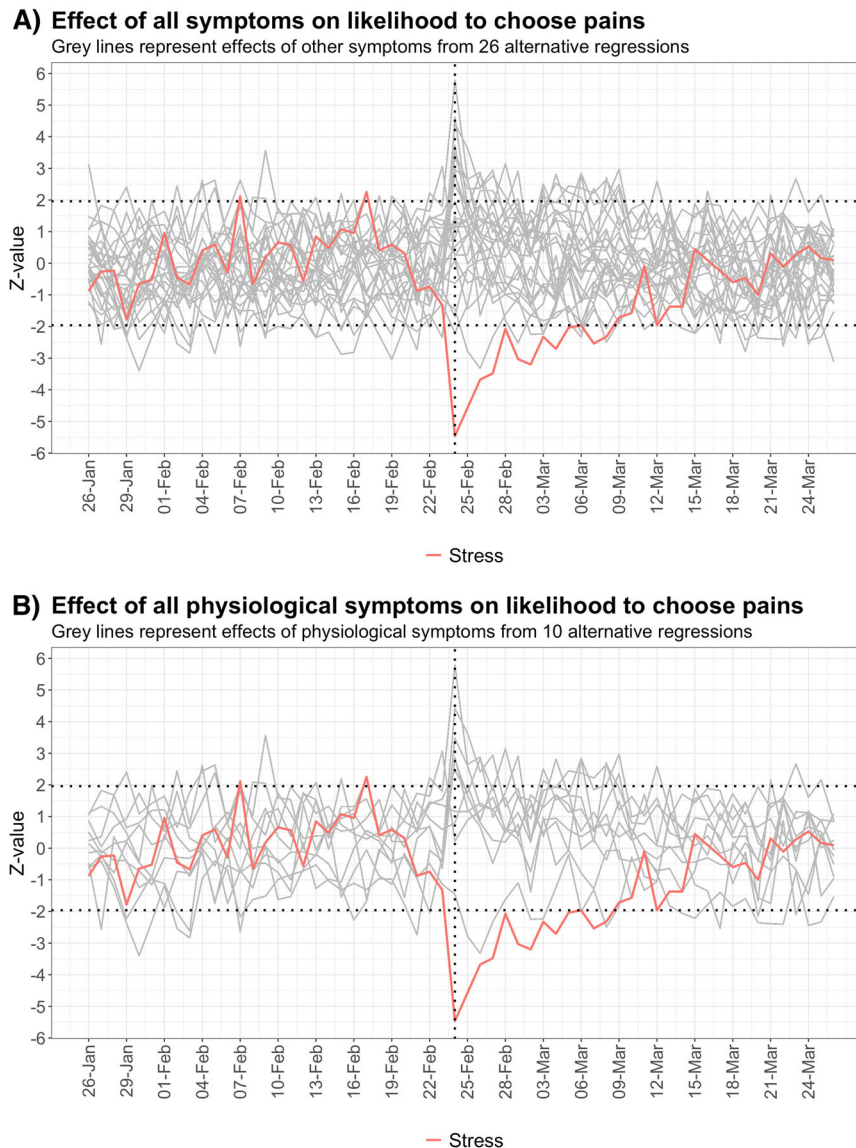 A) Effect of all symptoms on likelihood to choose pains
Grey lines represent effects of other symptoms from 26 alternative regressions
6
5
4
3
2
1
0
-1
-2
-3
-4
-5
-6
Z-value
26-Jan
29-Jan
01-Feb
04-Feb
07-Feb
10-Feb
13-Feb
16-Feb
19-Feb
22-Feb
25-Feb
28-Feb
03-Mar
06-Mar
09-Mar
12-Mar
15-Mar
18-Mar
21-Mar
24-Mar
Stress
B) Effect of all physiological symptoms on likelihood to choose pains
Grey lines represent effects of physiological symptoms from 10 alternative regressions
6
5
4
3
2
1
0
-1
-2
-3
-4
-5
-6
Z-value
26-Jan
29-Jan
01-Feb
04-Feb
07-Feb
10-Feb
13-Feb
16-Feb
19-Feb
22-Feb
25-Feb
28-Feb
03-Mar
06-Mar
09-Mar
12-Mar
15-Mar
18-Mar
21-Mar
24-Mar
Stress